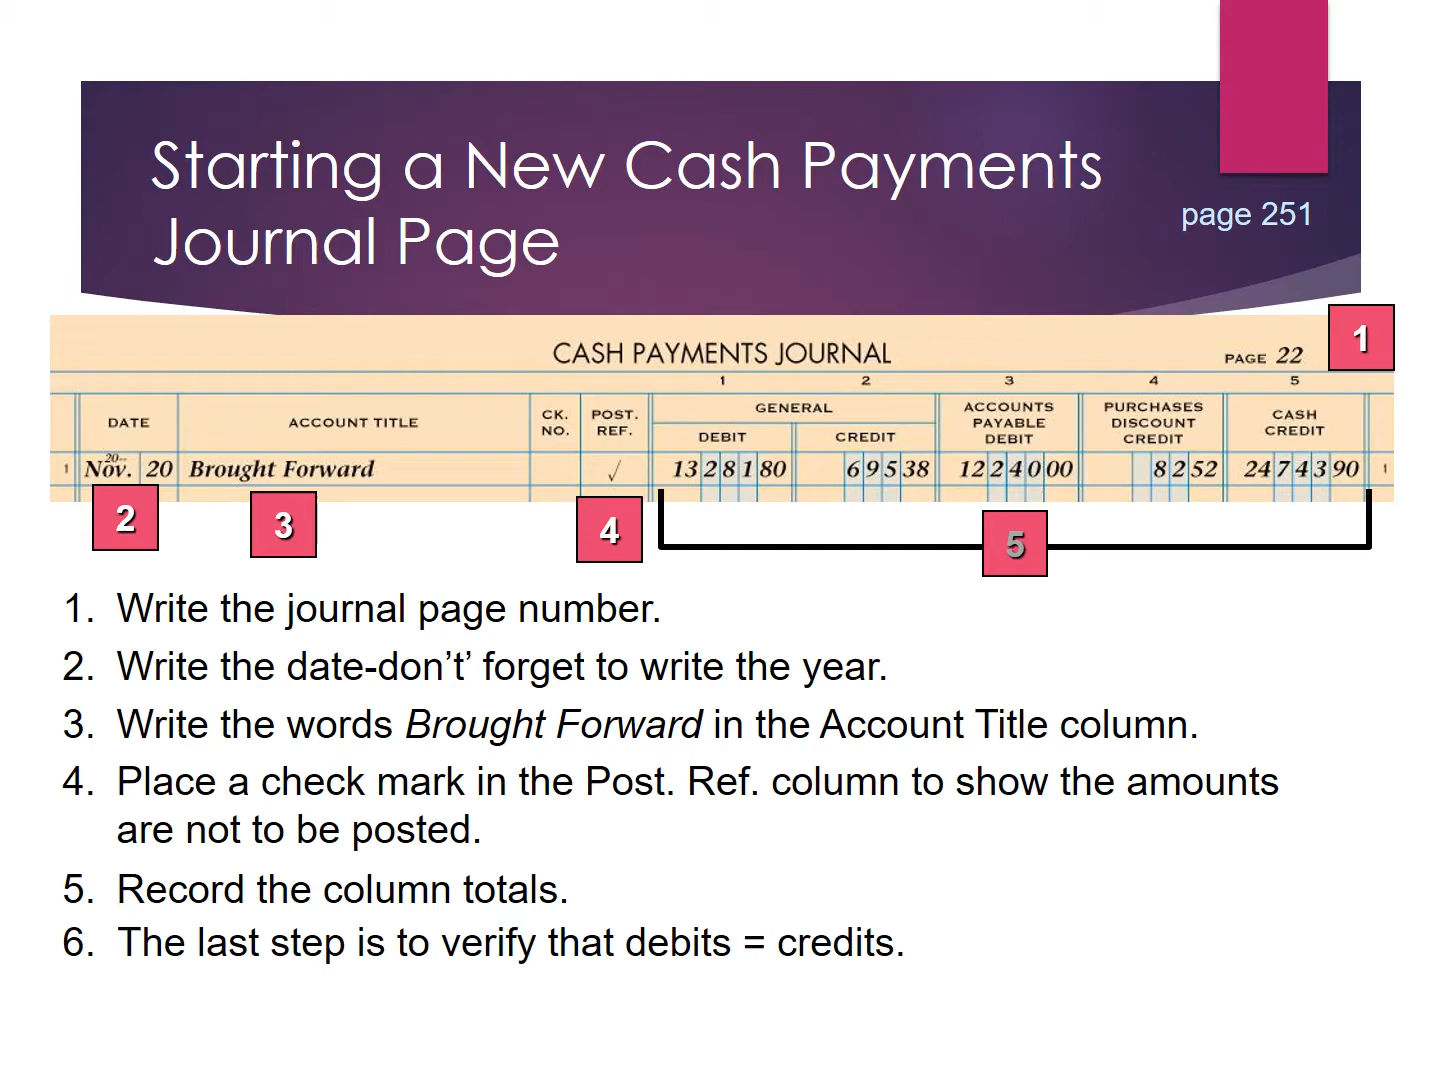 Starting a New Cash Payments
Journal Page
page 251
CASH PAYMENTS JOURNAL
PAGE 22
1
1 2 3 4 5
DATE ACCOUNT TITLE CK. NO. POST. REF. GENERAL DEBIT CREDIT ACCOUNTS PAYABLE DEBIT PURCHASES DISCOUNT CREDIT CASH CREDIT
20--
1 Nov. 20 Brought Forward ✓ 13 2 8 1 80 6 9 5 38 12 2 4 0 00 8 2 52 24 7 4 3 90 1
2 3 4 5
1. Write the journal page number.
2. Write the date-don’t’ forget to write the year.
3. Write the words Brought Forward in the Account Title column.
4. Place a check mark in the Post. Ref. column to show the amounts
are not to be posted.
5. Record the column totals.
6. The last step is to verify that debits = credits.